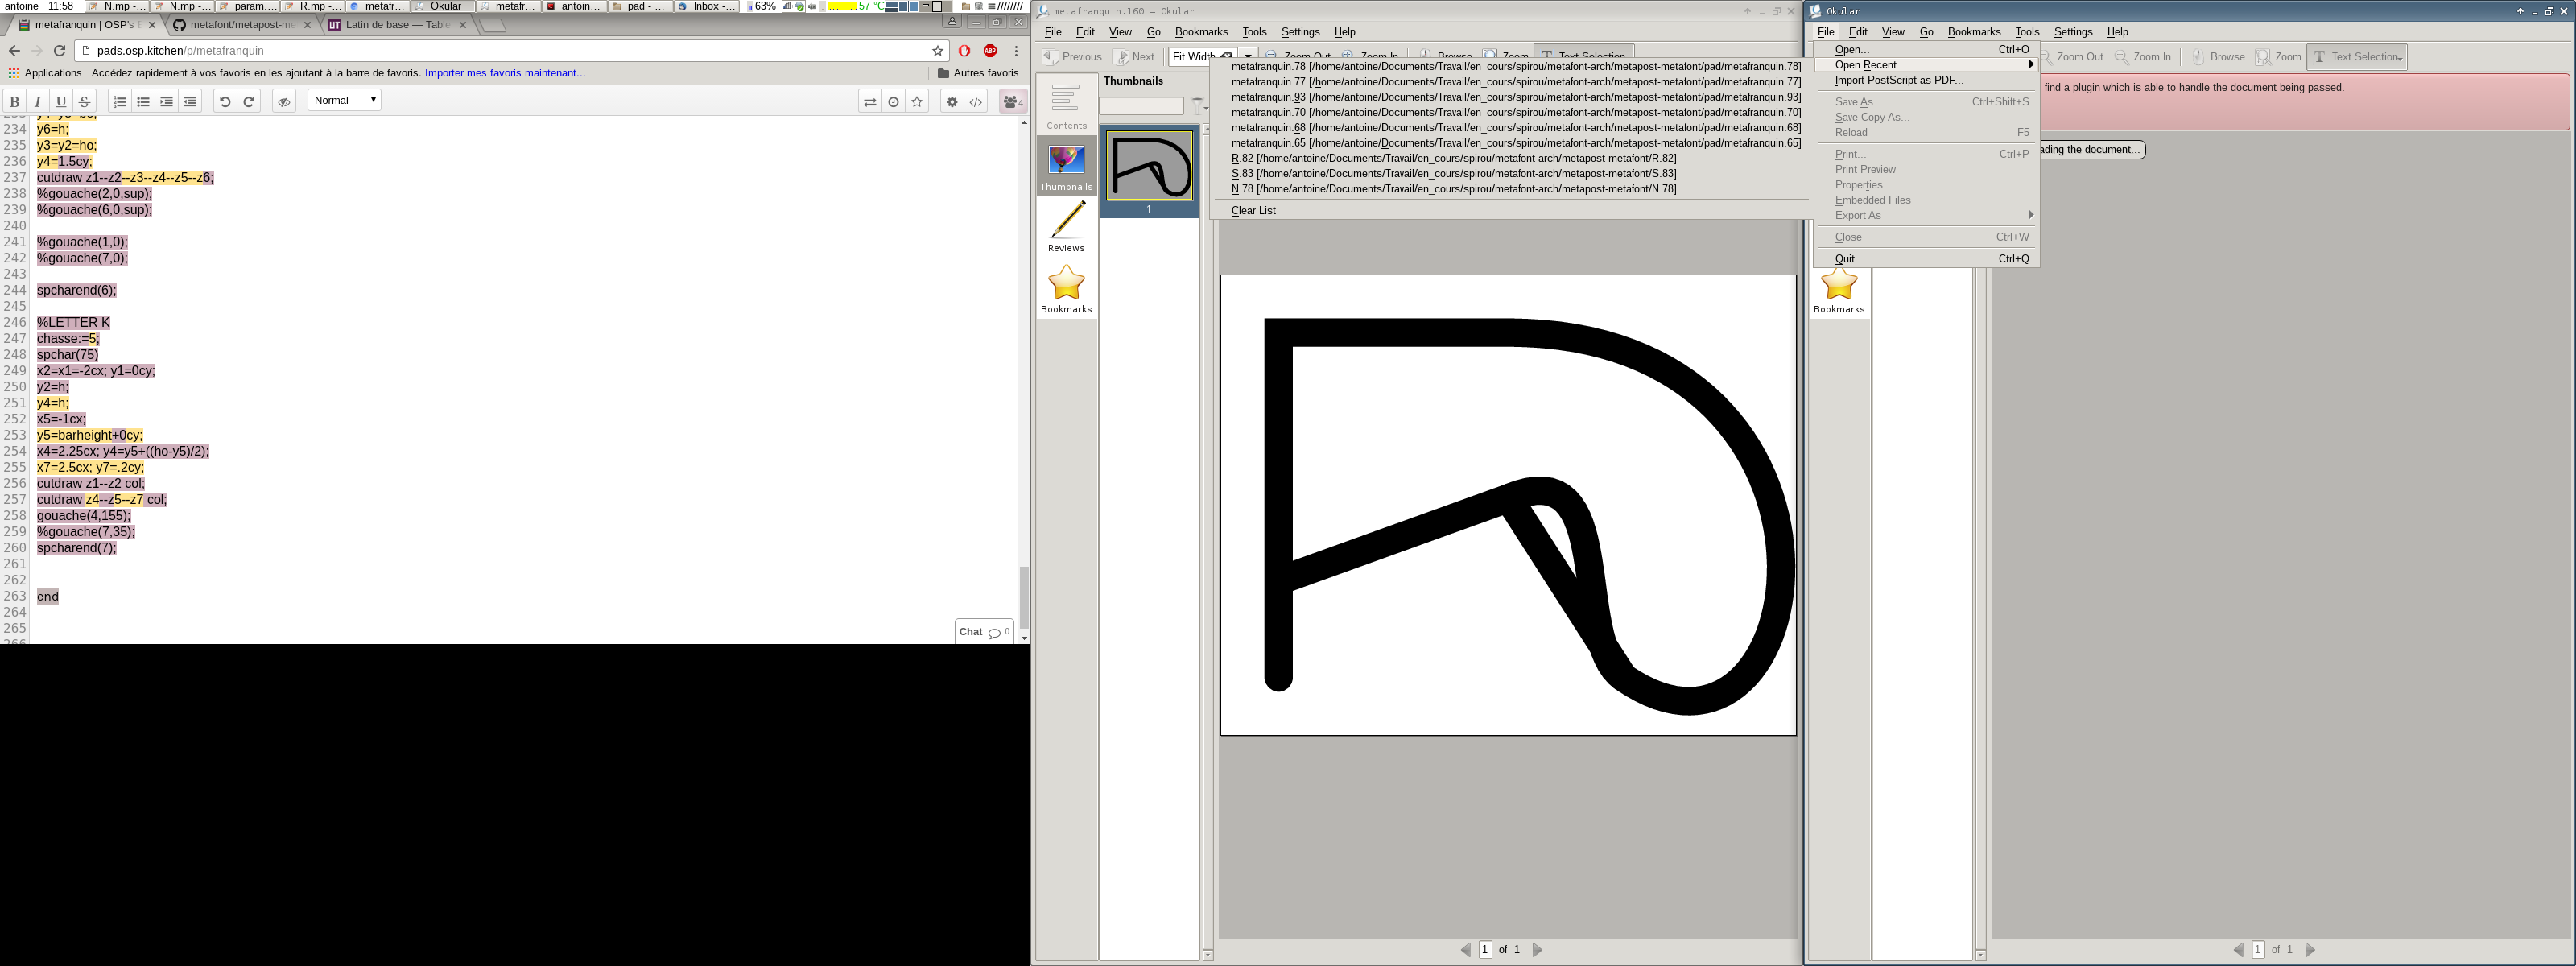 antoine 11:58 N.mp -... N.mp -... param.... R.mp -... metafr... Okular metafr... antoin... pad - ... Inbox -... 63% 57 °C
metafranquin | OSP's metafont/metapost-me Latin de base — Table
pads.osp.kitchen/p/metafranquin
Applications Accédez rapidement à vos favoris en les ajoutant à la barre de favoris. Importer mes favoris maintenant... Autres favoris
B I U S Normal 4
234 y6=h;
235 y3=y2=ho;
236 y4=1.5cy;
237 cutdraw z1--z2--z3--z4--z5--z6;
238 %gouache(2,0,sup);
239 %gouache(6,0,sup);
240
241 %gouache(1,0);
242 %gouache(7,0);
243
244 spcharend(6);
245
246 %LETTER K
247 chasse:=5;
248 spchar(75)
249 x2=x1=-2cx; y1=0cy;
250 y2=h;
251 y4=h;
252 x5=-1cx;
253 y5=barheight+0cy;
254 x4=2.25cx; y4=y5+((ho-y5)/2);
255 x7=2.5cx; y7=.2cy;
256 cutdraw z1--z2 col;
257 cutdraw z4--z5--z7 col;
258 gouache(4,155);
259 %gouache(7,35);
260 spcharend(7);
261
262
263 end
264
265
Chat 0
metafranquin.160 — Okular
File Edit View Go Bookmarks Tools Settings Help
Previous Next Fit Width Zoom Out Zoom In Browse Zoom Text Selection
Contents
Thumbnails
Reviews
Bookmarks
Thumbnails
1
metafranquin.78 [/home/antoine/Documents/Travail/en_cours/spirou/metafont-arch/metapost-metafont/pad/metafranquin.78]
metafranquin.77 [/home/antoine/Documents/Travail/en_cours/spirou/metafont-arch/metapost-metafont/pad/metafranquin.77]
metafranquin.93 [/home/antoine/Documents/Travail/en_cours/spirou/metafont-arch/metapost-metafont/pad/metafranquin.93]
metafranquin.70 [/home/antoine/Documents/Travail/en_cours/spirou/metafont-arch/metapost-metafont/pad/metafranquin.70]
metafranquin.68 [/home/antoine/Documents/Travail/en_cours/spirou/metafont-arch/metapost-metafont/pad/metafranquin.68]
metafranquin.65 [/home/antoine/Documents/Travail/en_cours/spirou/metafont-arch/metapost-metafont/pad/metafranquin.65]
R.82 [/home/antoine/Documents/Travail/en_cours/spirou/metafont-arch/metapost-metafont/R.82]
S.83 [/home/antoine/Documents/Travail/en_cours/spirou/metafont-arch/metapost-metafont/S.83]
N.78 [/home/antoine/Documents/Travail/en_cours/spirou/metafont-arch/metapost-metafont/N.78]
Clear List
1 of 1
Okular
File Edit View Go Bookmarks Tools Settings Help
Zoom Out Zoom In Browse Zoom Text Selection
Open... Ctrl+O
Open Recent
Import PostScript as PDF...
Save As... Ctrl+Shift+S
Save Copy As...
Reload F5
Print... Ctrl+P
Print Preview
Properties
Embedded Files
Export As
Close Ctrl+W
Quit Ctrl+Q
find a plugin which is able to handle the document being passed.
ading the document...
Bookmarks
1 of 1